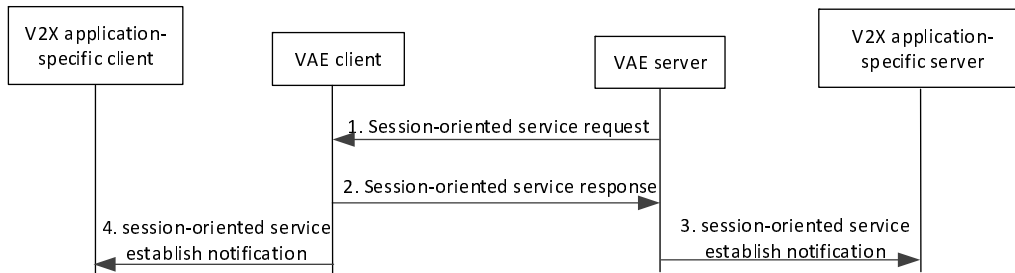 V2X application-
specific client
VAE client
VAE server
V2X application-
specific server
1. Session-oriented service request
2. Session-oriented service response
3. session-oriented service
establish notification
4. session-oriented service
establish notification